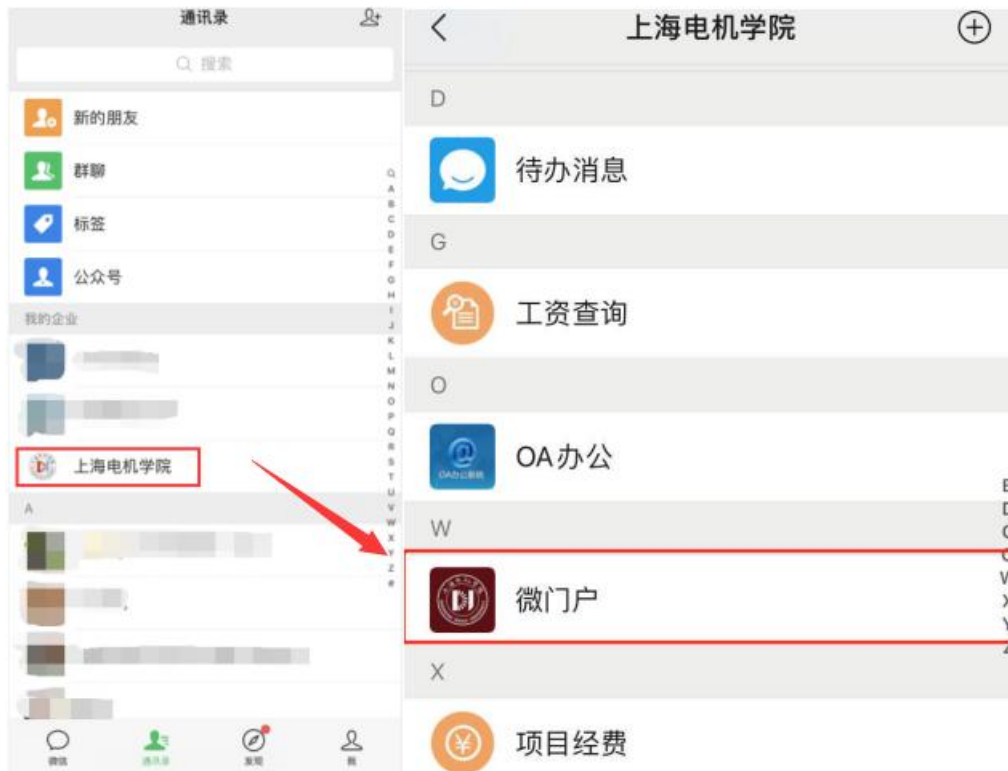 通讯录
搜索
新的朋友
群聊
标签
公众号
我的企业
上海电机学院
A
Q
A
B
C
D
E
F
G
H
I
J
K
L
M
N
O
P
Q
R
S
T
U
V
W
X
Y
Z
#
微信
通讯录
发现
我
上海电机学院
D
待办消息
G
工资查询
O
OA办公
W
微门户
X
项目经费